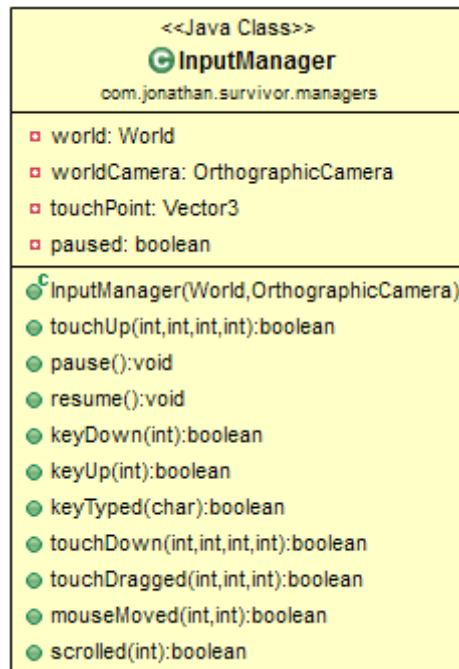 <<Java Class>>
InputManager
com.jonathan.survivor.managers
world: World
worldCamera: OrthographicCamera
touchPoint: Vector3
paused: boolean
InputManager(World,OrthographicCamera)
touchUp(int,int,int,int):boolean
pause():void
resume():void
keyDown(int):boolean
keyUp(int):boolean
keyTyped(char):boolean
touchDown(int,int,int,int):boolean
touchDragged(int,int,int):boolean
mouseMoved(int,int):boolean
scrolled(int):boolean